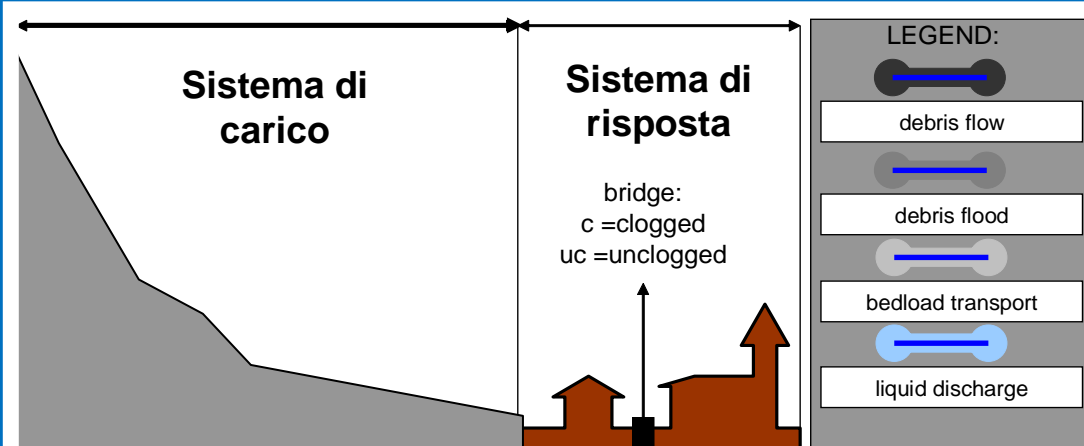 Sistema di
carico
Sistema di
risposta
bridge:
c =clogged
uc =unclogged
LEGEND:
debris flow
debris flood
bedload transport
liquid discharge